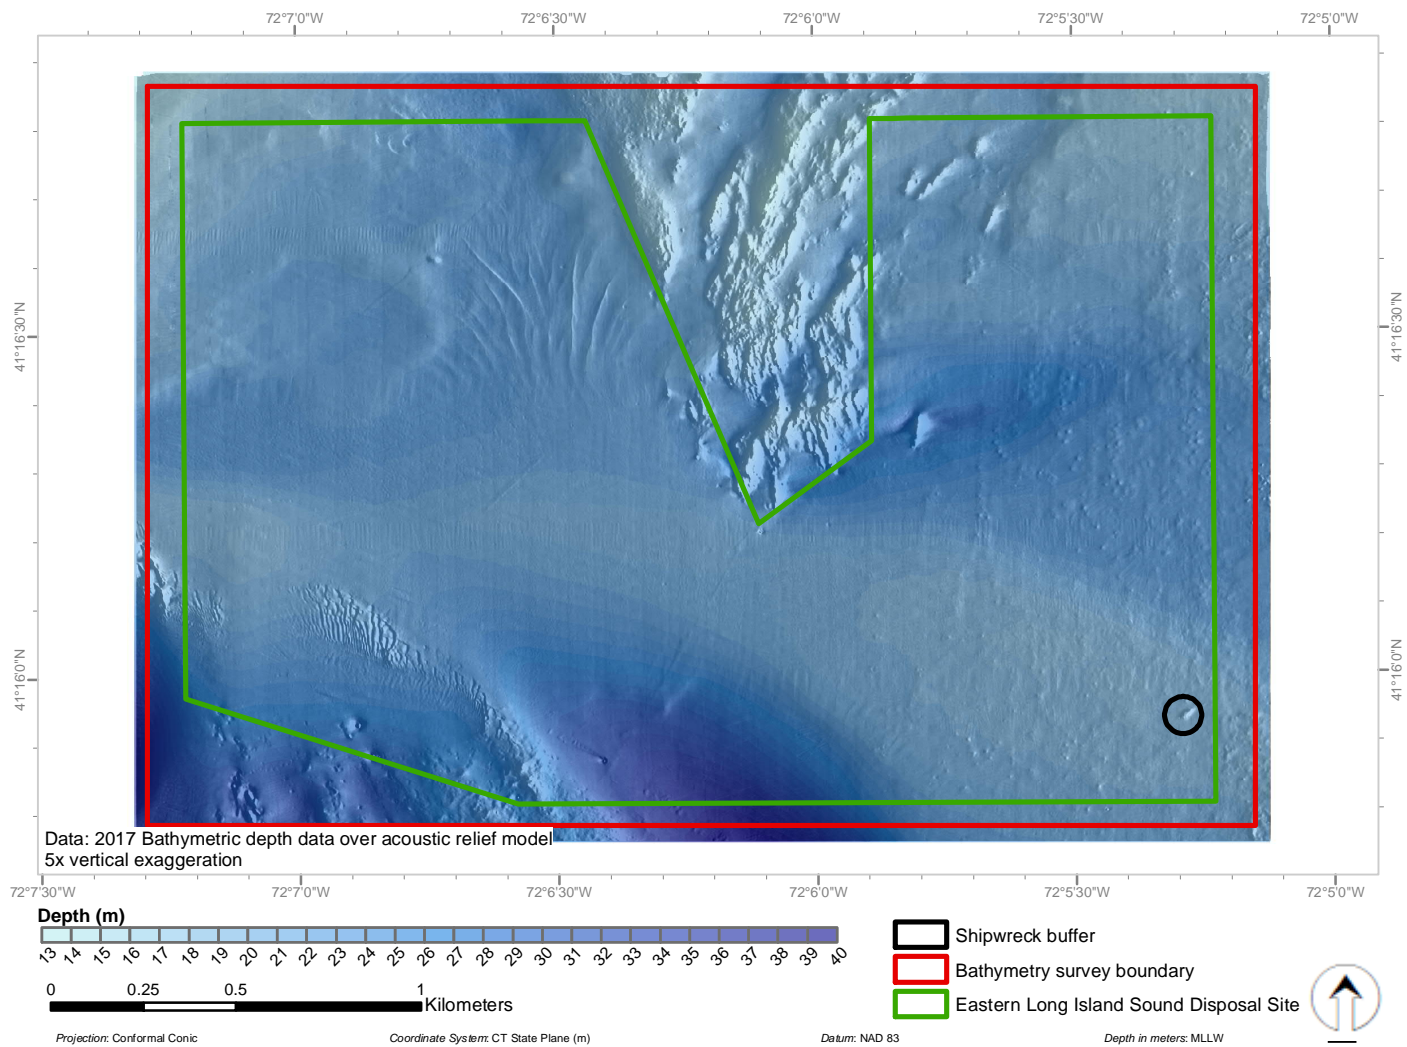 72°7'0"W 72°6'30"W 72°6'0"W 72°5'30"W 72°5'0"W
41°16'30"N 41°16'30"N
41°16'0"N 41°16'0"N
Data: 2017 Bathymetric depth data over acoustic relief model
5x vertical exaggeration
72°7'30"W 72°7'0"W 72°6'30"W 72°6'0"W 72°5'30"W 72°5'0"W
Depth (m)
13 14 15 16 17 18 19 20 21 22 23 24 25 26 27 28 29 30 31 32 33 34 35 36 37 38 39 40
0 0.25 0.5 1
Kilometers
Shipwreck buffer
Bathymetry survey boundary
Eastern Long Island Sound Disposal Site
Projection: Conformal Conic Coordinate System: CT State Plane (m) Datum: NAD 83 Depth in meters: MLLW